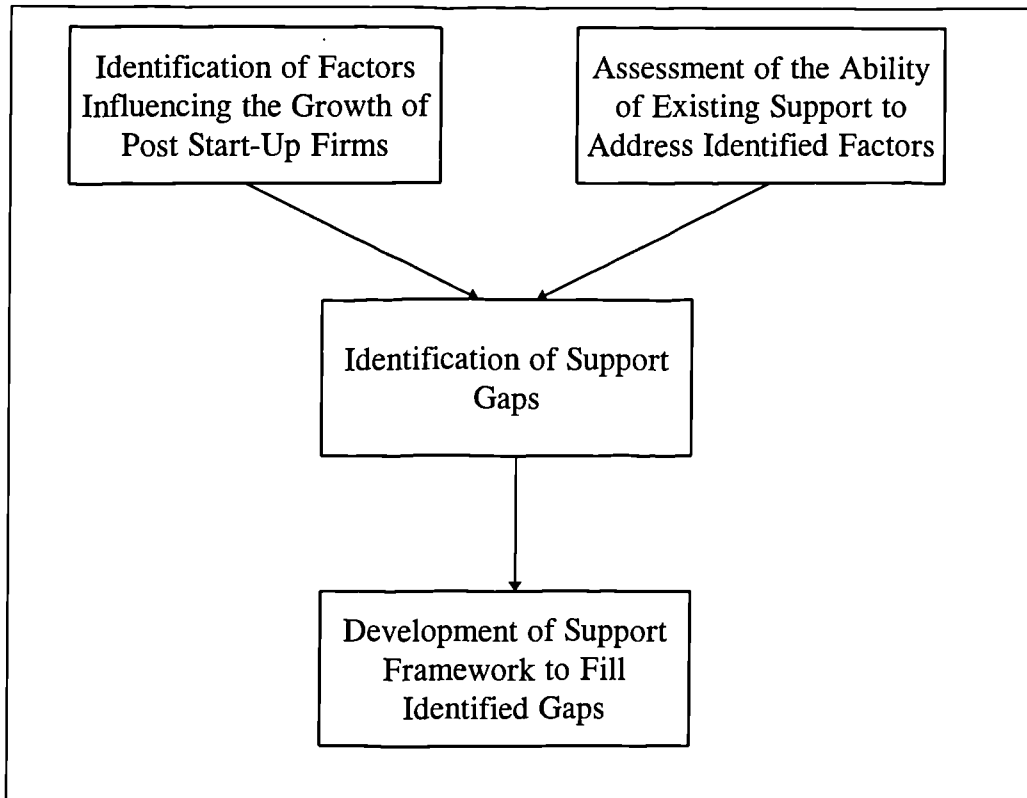 Identification of Factors
Influencing the Growth of
Post Start-Up Firms
Assessment of the Ability
of Existing Support to
Address Identified Factors
Identification of Support
Gaps
Development of Support
Framework to Fill
Identified Gaps